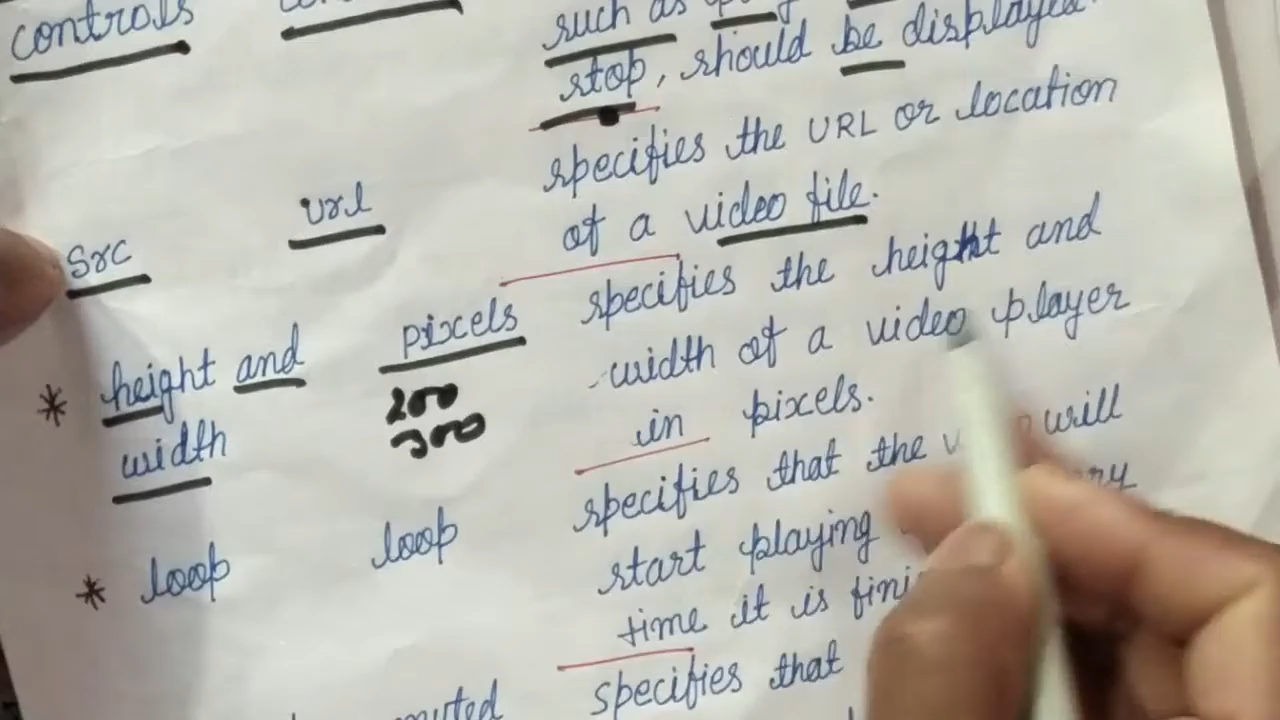 controls
such as
stop, should be displayed.
specifies the URL or location
of a video file.
src
url
specifies the height and
width of a video player
in pixels.
height and
width
pixels
200
300
specifies that the will
start playing
time it is
* loop
loop
specifies that
muted